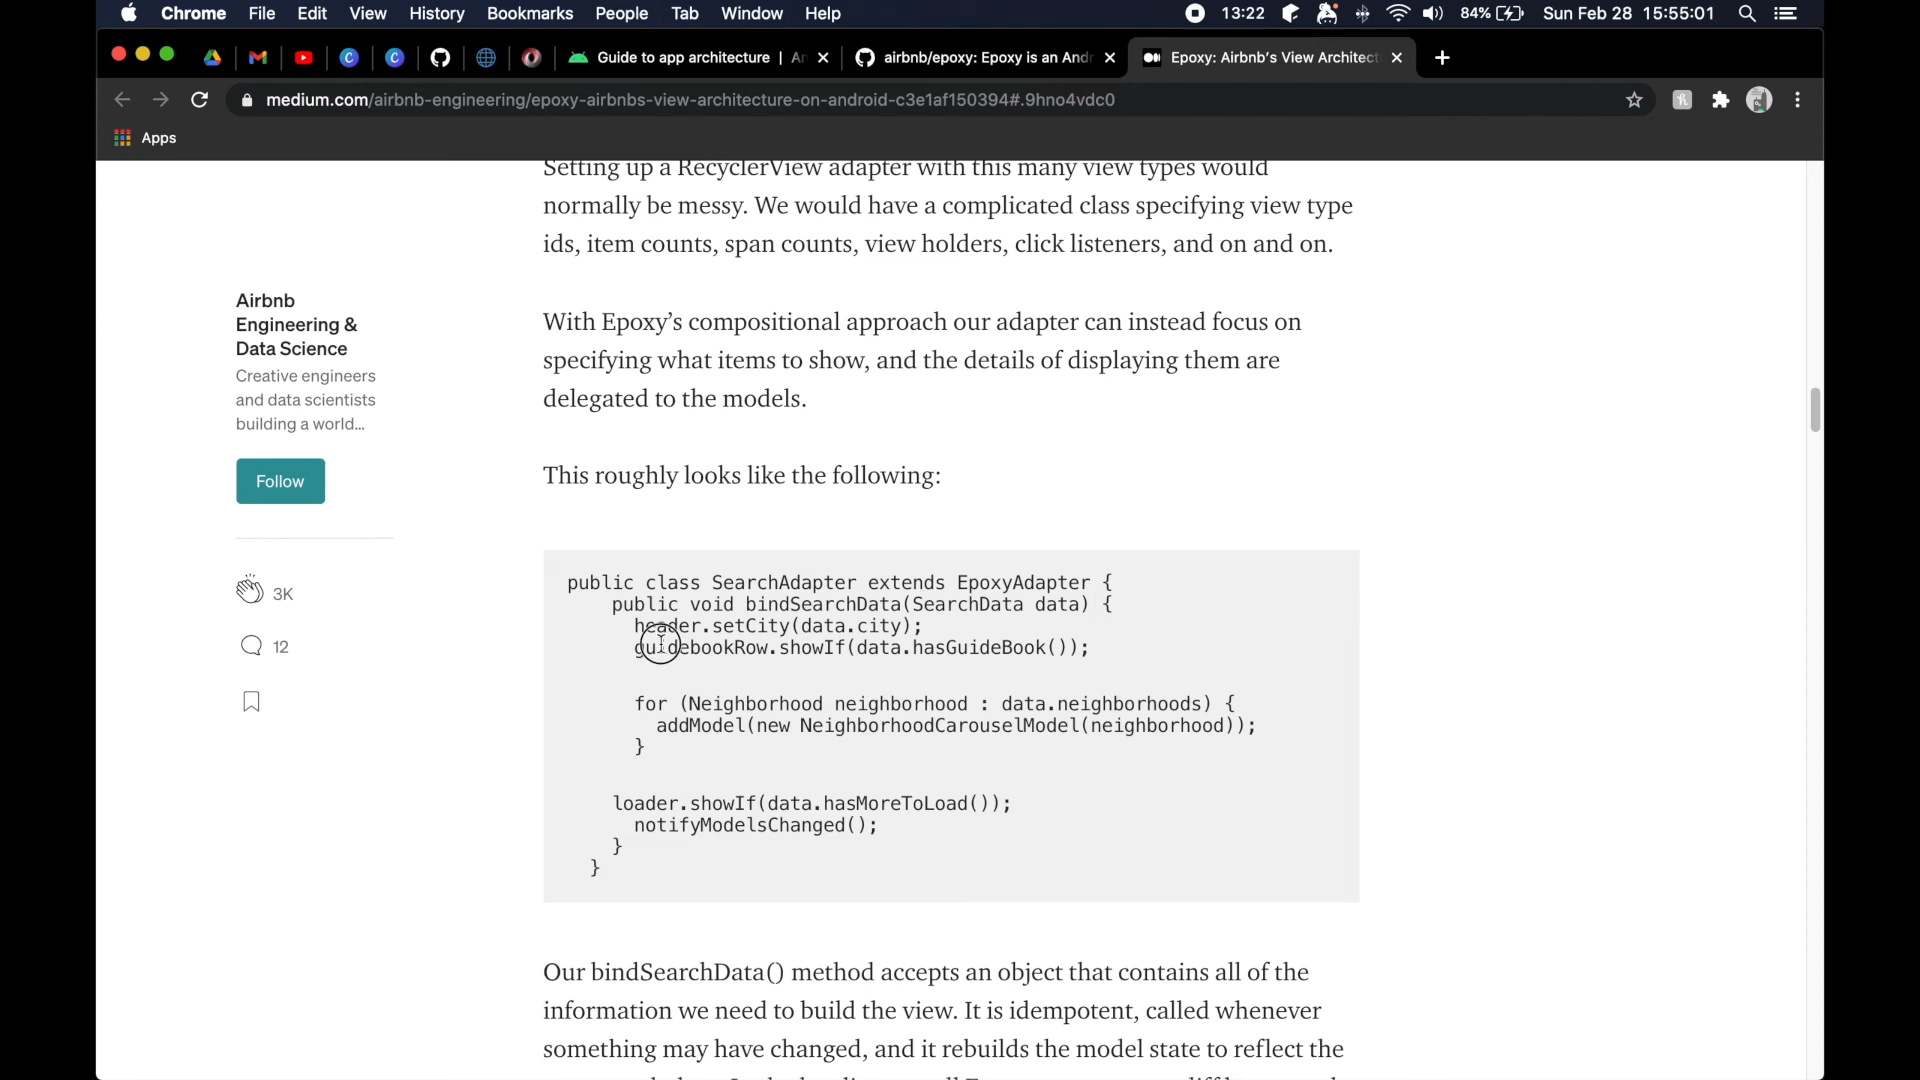 Chrome File Edit View History Bookmarks People Tab Window Help 13:22 84% Sun Feb 28 15:55:01
Guide to app architecture | An
airbnb/epoxy: Epoxy is an Andr
Epoxy: Airbnb's View Architect
medium.com/airbnb-engineering/epoxy-airbnbs-view-architecture-on-android-c3e1af150394#.9hno4vdc0
Apps
Setting up a RecyclerView adapter with this many view types would
normally be messy. We would have a complicated class specifying view type
ids, item counts, span counts, view holders, click listeners, and on and on.
Airbnb
Engineering &
Data Science
Creative engineers
and data scientists
building a world...
Follow
3K
12
With Epoxy's compositional approach our adapter can instead focus on
specifying what items to show, and the details of displaying them are
delegated to the models.
This roughly looks like the following:
public class SearchAdapter extends EpoxyAdapter {
public void bindSearchData(SearchData data) {
header.setCity(data.city);
guidebookRow.showIf(data.hasGuideBook());
for (Neighborhood neighborhood : data.neighborhoods) {
addModel(new NeighborhoodCarouselModel(neighborhood));
}
loader.showIf(data.hasMoreToLoad());
notifyModelsChanged();
}
}
Our bindSearchData() method accepts an object that contains all of the
information we need to build the view. It is idempotent, called whenever
something may have changed, and it rebuilds the model state to reflect the